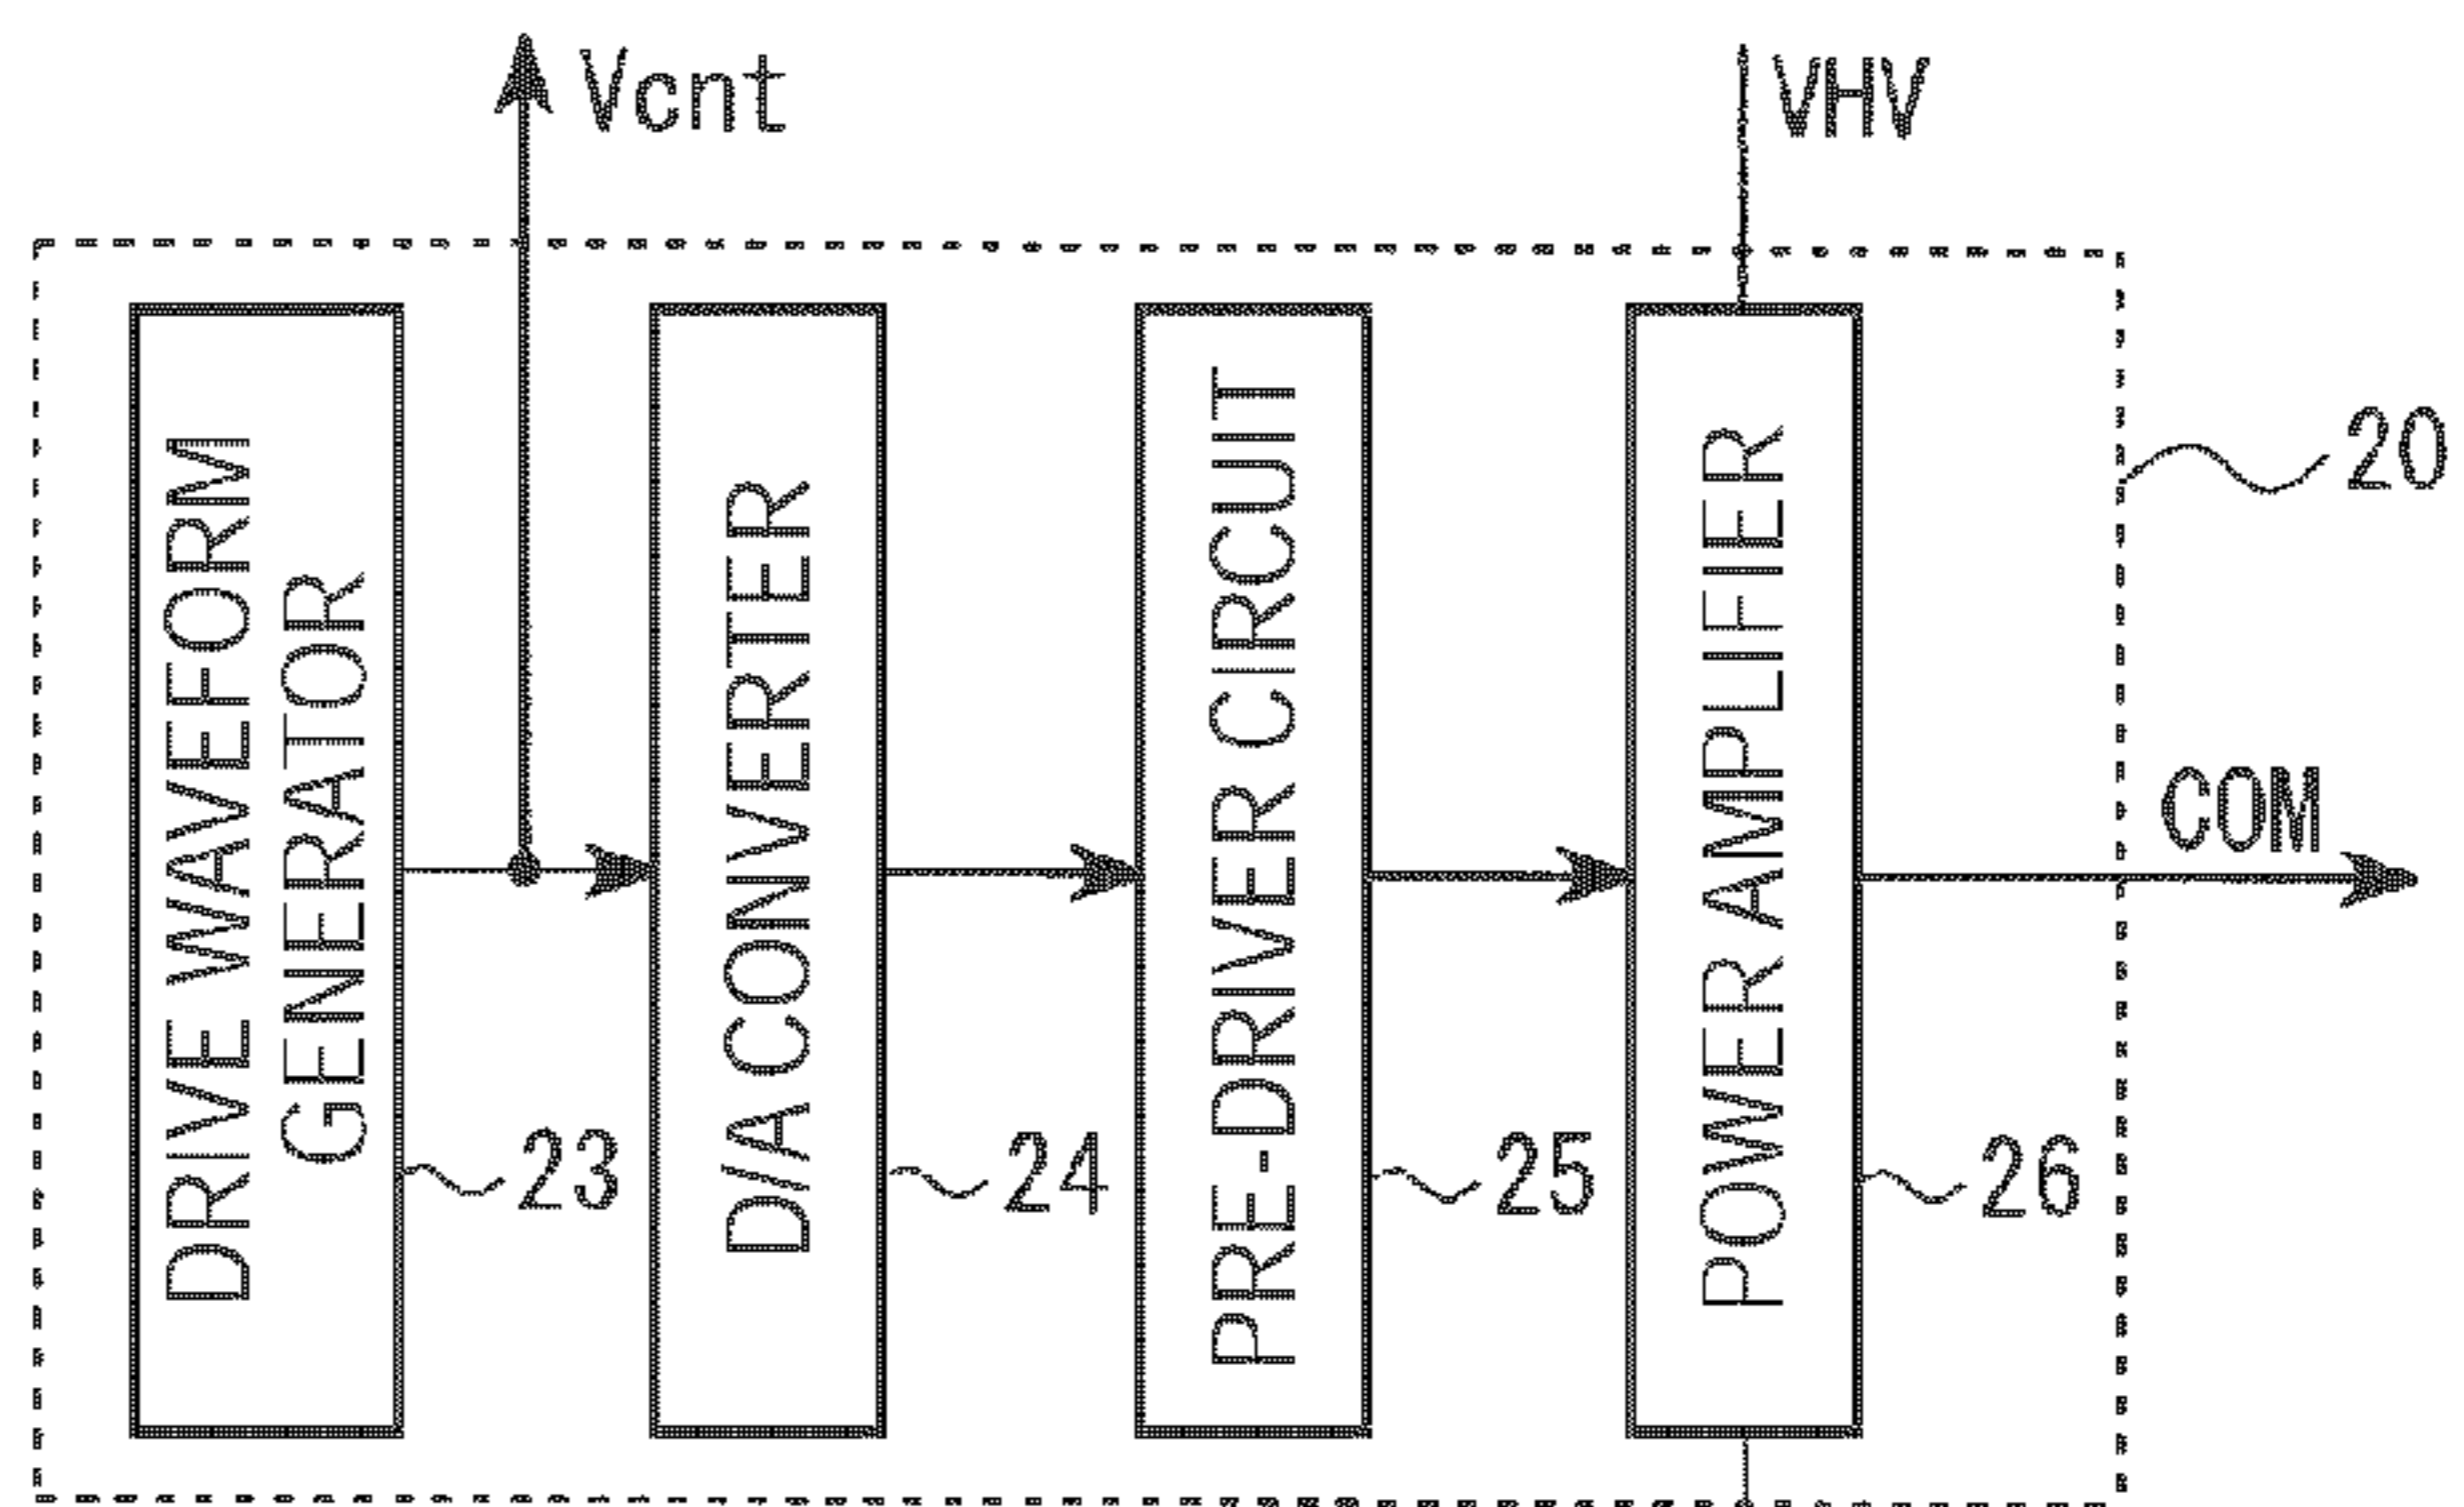 Vcnt
VHV
DRIVE WAVEFORM
GENERATOR
D/A CONVERTER
PRE-DRIVER CIRCUIT
POWER AMPLIFIER
20
COM
23
24
25
26